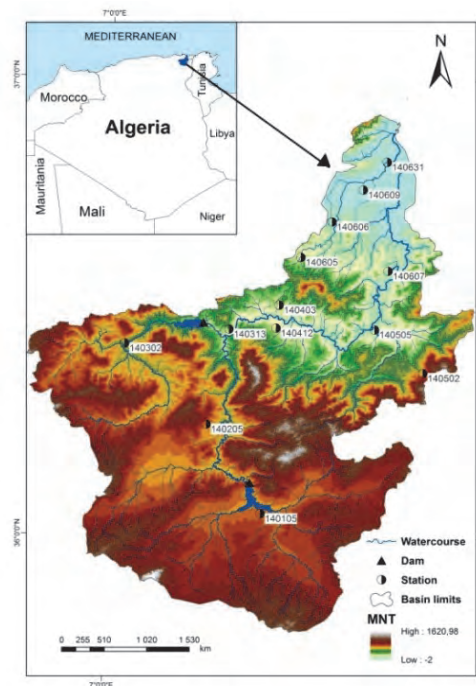 7°0'0"E
MEDITERRANEAN
37°0'0"N
Morocco
Tunisia
Algeria
Libya
Mauritania
Mali
Niger
N
140631
140609
140606
140605
140607
140403
140313
140412
140505
140302
140502
140205
140105
36°0'0"N
Watercourse
Dam
Station
Basin limits
MNT
High : 1620,98
Low : -2
0 255 510 1 020 1 530
km
7°0'0"E